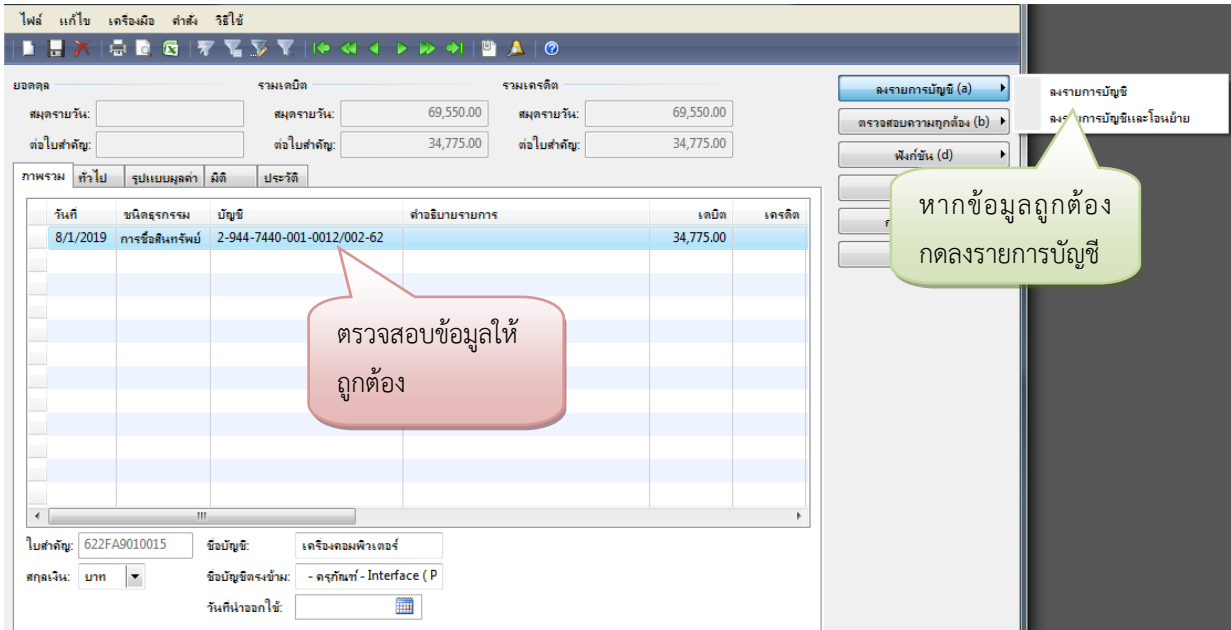 ไฟล์ แก้ไข เครื่องมือ คำสั่ง วิธีใช้
ยอดดุล รวมเดบิต รวมเครดิต
สมุดรายวัน: สมุดรายวัน: 69,550.00 สมุดรายวัน: 69,550.00
ต่อใบสำคัญ: ต่อใบสำคัญ: 34,775.00 ต่อใบสำคัญ: 34,775.00
ลงรายการบัญชี (a)
ตรวจสอบความถูกต้อง (b)
ฟังก์ชัน (d)
ลงรายการบัญชี
ลงรายการบัญชีและโอนย้าย
หากข้อมูลถูกต้อง
กดลงรายการบัญชี
ภาพรวม ทั่วไป รูปแบบมูลค่า มิติ ประวัติ
วันที่ ชนิดธุรกรรม บัญชี คำอธิบายรายการ เดบิต เครดิต
8/1/2019 การซื้อสินทรัพย์ 2-944-7440-001-0012/002-62 34,775.00
ตรวจสอบข้อมูลให้
ถูกต้อง
ใบสำคัญ: 622FA9010015 ชื่อบัญชี: เครื่องคอมพิวเตอร์
สกุลเงิน: บาท ชื่อบัญชีตรงข้าม: - ครุภัณฑ์ - Interface ( P
วันที่นำออกใช้: